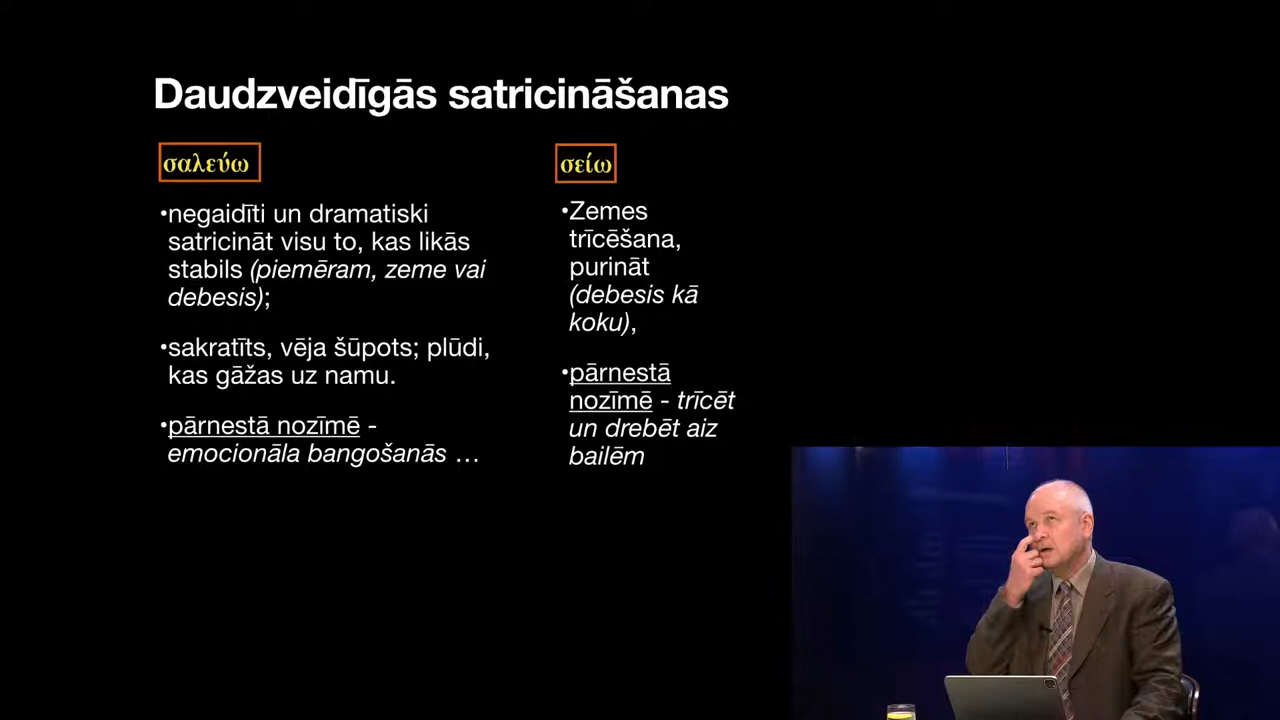 Daudzveidīgās satricināšanas
σαλεύω
•negaidīti un dramatiski
satricināt visu to, kas likās
stabils (piemēram, zeme vai
debesis);
•sakratīts, vēja šūpots; plūdi,
kas gāžas uz namu.
•pārnestā nozīmē -
emocionāla bangošanās …
σείω
•Zemes
trīcēšana,
purināt
(debesis kā
koku),
•pārnestā
nozīmē - trīcēt
un drebēt aiz
bailēm